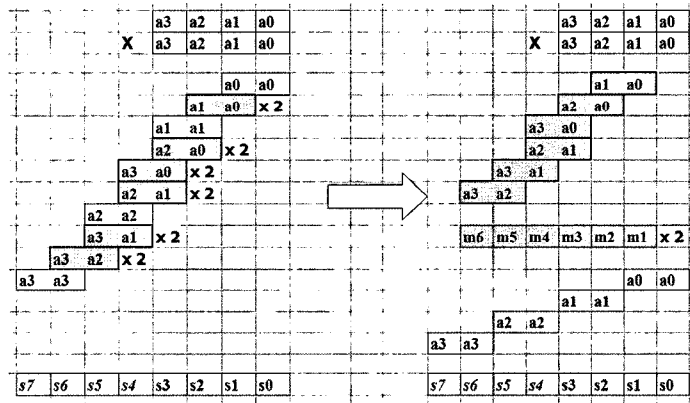 a3 a2 a1 a0
X a3 a2 a1 a0
a0 a0
a1 a0 x 2
a1 a1
a2 a0 x 2
a3 a0 x 2
a2 a1 x 2
a2 a2
a3 a1 x 2
a3 a2 x 2
a3 a3
s7 s6 s5 s4 s3 s2 s1 s0
a3 a2 a1 a0
X a3 a2 a1 a0
a1 a0
a2 a0
a3 a0
a2 a1
a3 a1
a3 a2
m6 m5 m4 m3 m2 m1 x 2
a0 a0
a1 a1
a2 a2
a3 a3
s7 s6 s5 s4 s3 s2 s1 s0